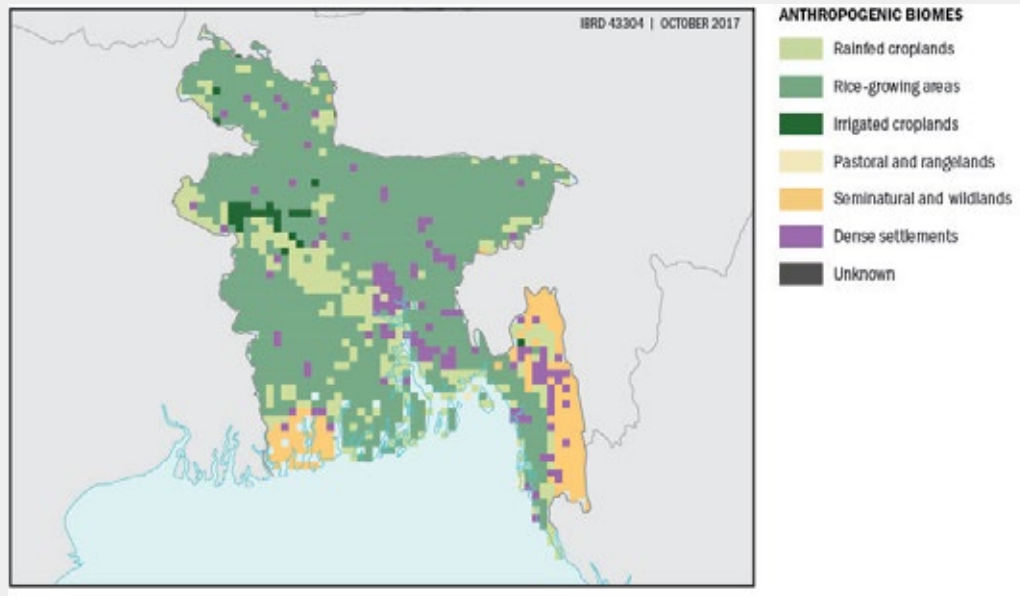 IBRD 43304 | OCTOBER 2017
ANTHROPOGENIC BIOMES
Rainfed croplands
Rice-growing areas
Irrigated croplands
Pastoral and rangelands
Seminatural and wildlands
Dense settlements
Unknown